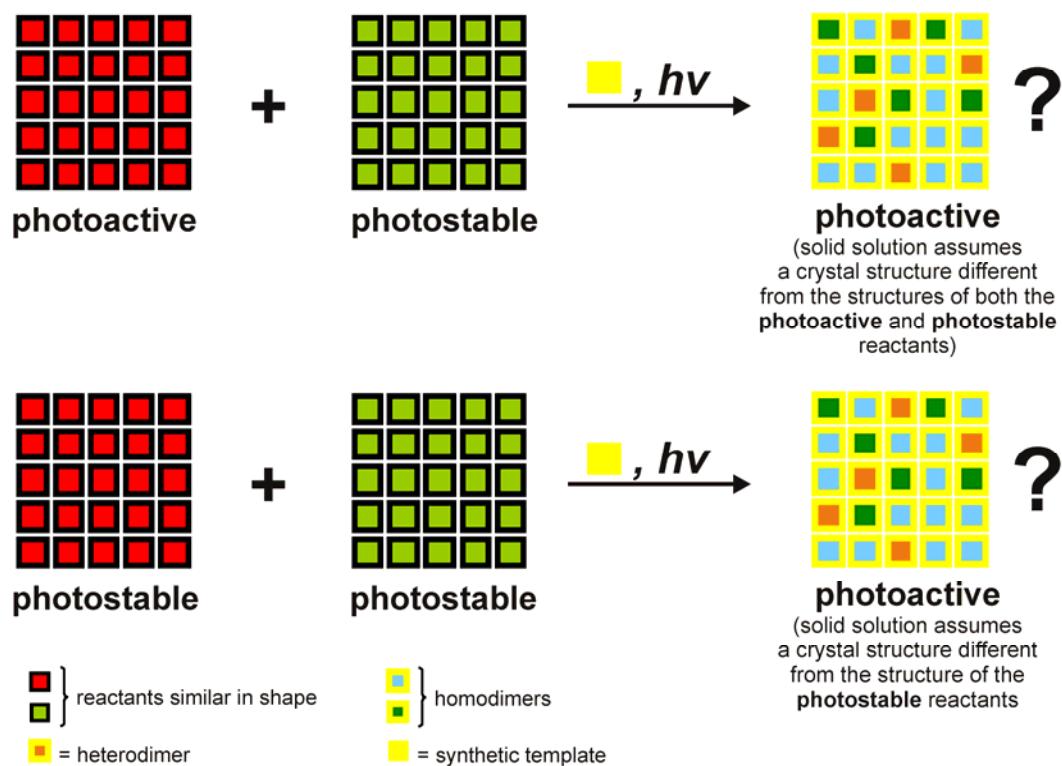 +
, hv
?
photoactive
photostable
photoactive
(solid solution assumes
a crystal structure different
from the structures of both the
photoactive and photostable
reactants)
+
, hv
?
photostable
photostable
photoactive
(solid solution assumes
a crystal structure different
from the structure of the
photostable reactants
} reactants similar in shape
} homodimers
= heterodimer
= synthetic template